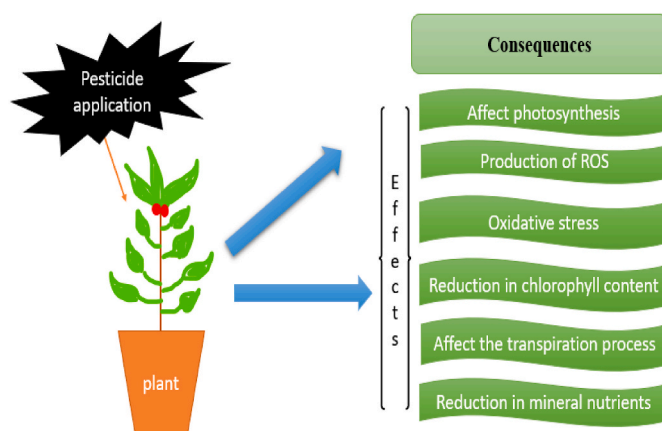 Pesticide
application
plant
Effects
Consequences
Affect photosynthesis
Production of ROS
Oxidative stress
Reduction in chlorophyll content
Affect the transpiration process
Reduction in mineral nutrients